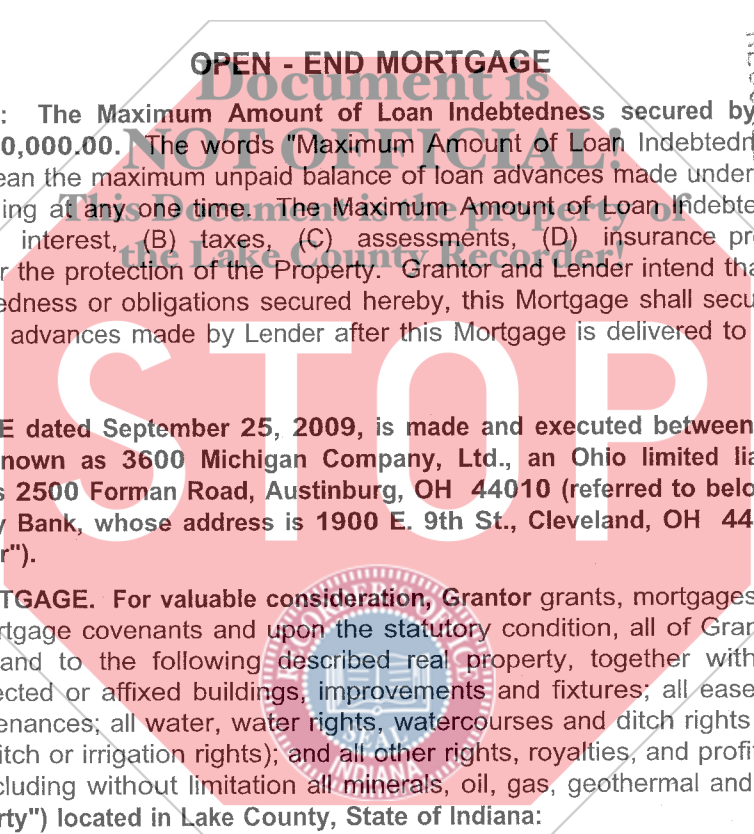 OPEN - END MORTGAGE
Document is
: The Maximum Amount of Loan Indebtedness secured by
NOT OFFICIAL!
0,000.00. The words "Maximum Amount of Loan Indebtedn
ean the maximum unpaid balance of loan advances made under
This Document is the property of
ing at any one time. The Maximum Amount of Loan Indebte
the Lake County Recorder!
interest, (B) taxes, (C) assessments, (D) insurance pr
r the protection of the Property. Grantor and Lender intend tha
edness or obligations secured hereby, this Mortgage shall secu
advances made by Lender after this Mortgage is delivered to
STOP
E dated September 25, 2009, is made and executed between
nown as 3600 Michigan Company, Ltd., an Ohio limited lia
s 2500 Forman Road, Austinburg, OH 44010 (referred to belo
y Bank, whose address is 1900 E. 9th St., Cleveland, OH 44
r").
TGAGE. For valuable consideration, Grantor grants, mortgages
rtgage covenants and upon the statutory condition, all of Gran
and to the following described real property, together with
ected or affixed buildings, improvements and fixtures; all ease
enances; all water, water rights, watercourses and ditch rights
itch or irrigation rights); and all other rights, royalties, and profi
cluding without limitation all minerals, oil, gas, geothermal and
RECORDER'S OFFICE
SEAL
INDIANA
rty") located in Lake County, State of Indiana: